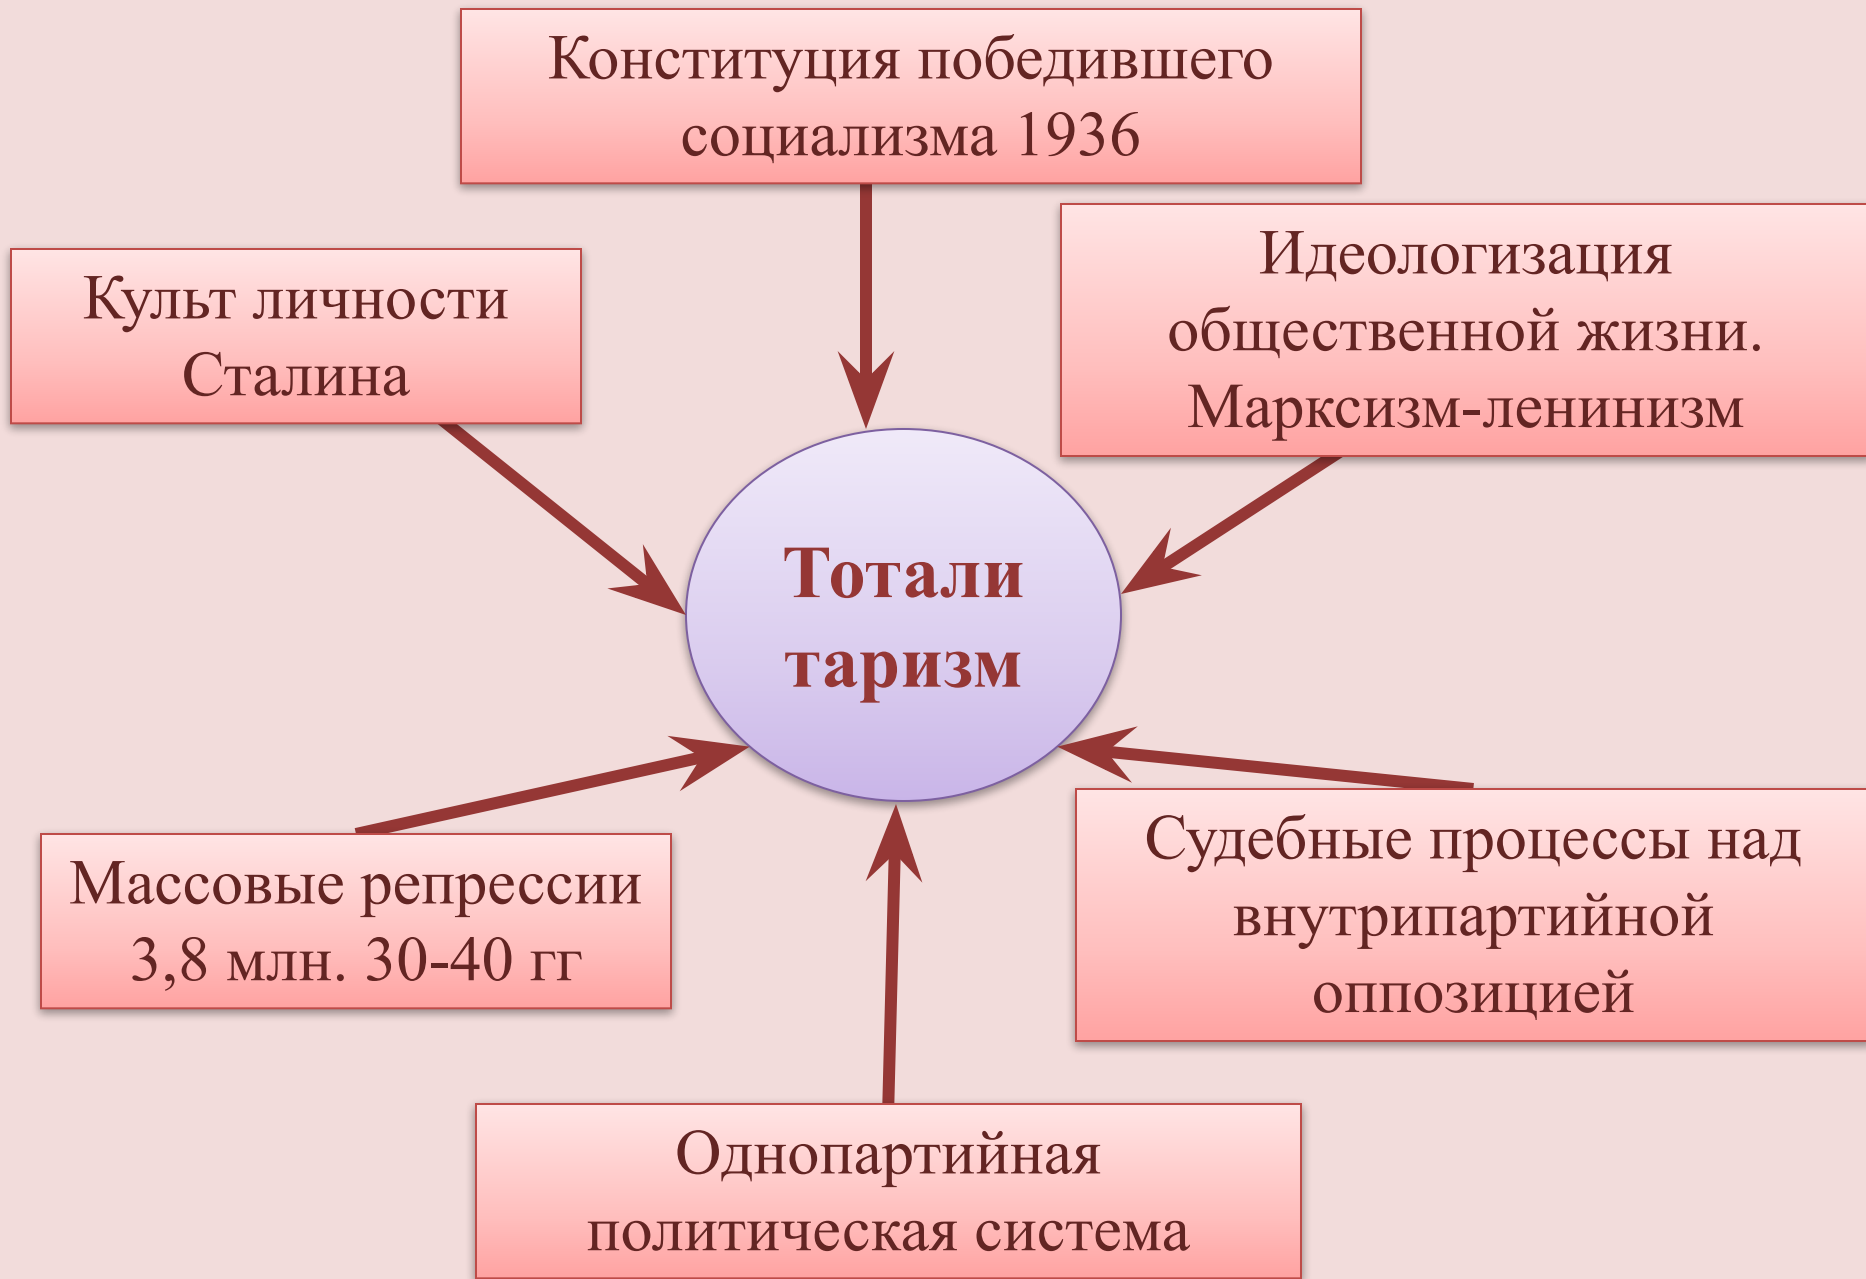 Конституция победившего
социализма 1936
Культ личности
Сталина
Идеологизация
общественной жизни.
Марксизм-ленинизм
Тотали
таризм
Массовые репрессии
3,8 млн. 30-40 гг
Судебные процессы над
внутрипартийной
оппозицией
Однопартийная
политическая система